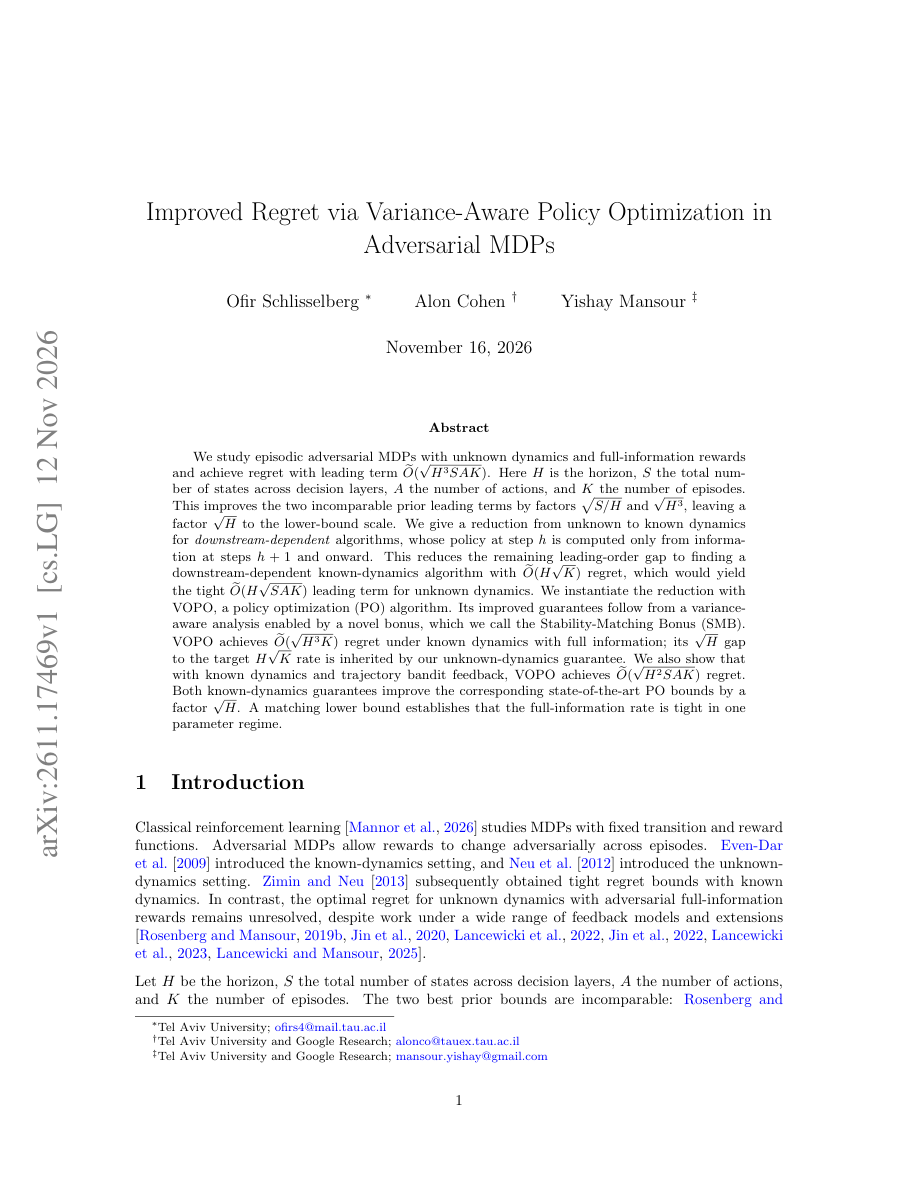 Improved Regret via Variance-Aware Policy Optimization in
Adversarial MDPs
Ofir Schlisselberg * Alon Cohen † Yishay Mansour ‡
November 16, 2026
arXiv:2611.17469v1 [cs.LG] 12 Nov 2026
Abstract
We study episodic adversarial MDPs with unknown dynamics and full-information rewards
and achieve regret with leading term Õ(√H³SAK). Here H is the horizon, S the total num-
ber of states across decision layers, A the number of actions, and K the number of episodes.
This improves the two incomparable prior leading terms by factors √S/H and √H³, leaving a
factor √H to the lower-bound scale. We give a reduction from unknown to known dynamics
for downstream-dependent algorithms, whose policy at step h is computed only from informa-
tion at steps h + 1 and onward. This reduces the remaining leading-order gap to finding a
downstream-dependent known-dynamics algorithm with Õ(H√K) regret, which would yield
the tight Õ(H√SAK) leading term for unknown dynamics. We instantiate the reduction with
VOPO, a policy optimization (PO) algorithm. Its improved guarantees follow from a variance-
aware analysis enabled by a novel bonus, which we call the Stability-Matching Bonus (SMB).
VOPO achieves Õ(√H³K) regret under known dynamics with full information; its √H gap
to the target H√K rate is inherited by our unknown-dynamics guarantee. We also show that
with known dynamics and trajectory bandit feedback, VOPO achieves Õ(√H²SAK) regret.
Both known-dynamics guarantees improve the corresponding state-of-the-art PO bounds by a
factor √H. A matching lower bound establishes that the full-information rate is tight in one
parameter regime.
1 Introduction
Classical reinforcement learning [Mannor et al., 2026] studies MDPs with fixed transition and reward
functions. Adversarial MDPs allow rewards to change adversarially across episodes. Even-Dar
et al. [2009] introduced the known-dynamics setting, and Neu et al. [2012] introduced the unknown-
dynamics setting. Zimin and Neu [2013] subsequently obtained tight regret bounds with known
dynamics. In contrast, the optimal regret for unknown dynamics with adversarial full-information
rewards remains unresolved, despite work under a wide range of feedback models and extensions
[Rosenberg and Mansour, 2019b, Jin et al., 2020, Lancewicki et al., 2022, Jin et al., 2022, Lancewicki
et al., 2023, Lancewicki and Mansour, 2025].
Let H be the horizon, S the total number of states across decision layers, A the number of actions,
and K the number of episodes. The two best prior bounds are incomparable: Rosenberg and
*Tel Aviv University; ofirs4@mail.tau.ac.il
†Tel Aviv University and Google Research; alonco@tauex.tau.ac.il
‡Tel Aviv University and Google Research; mansour.yishay@gmail.com
1